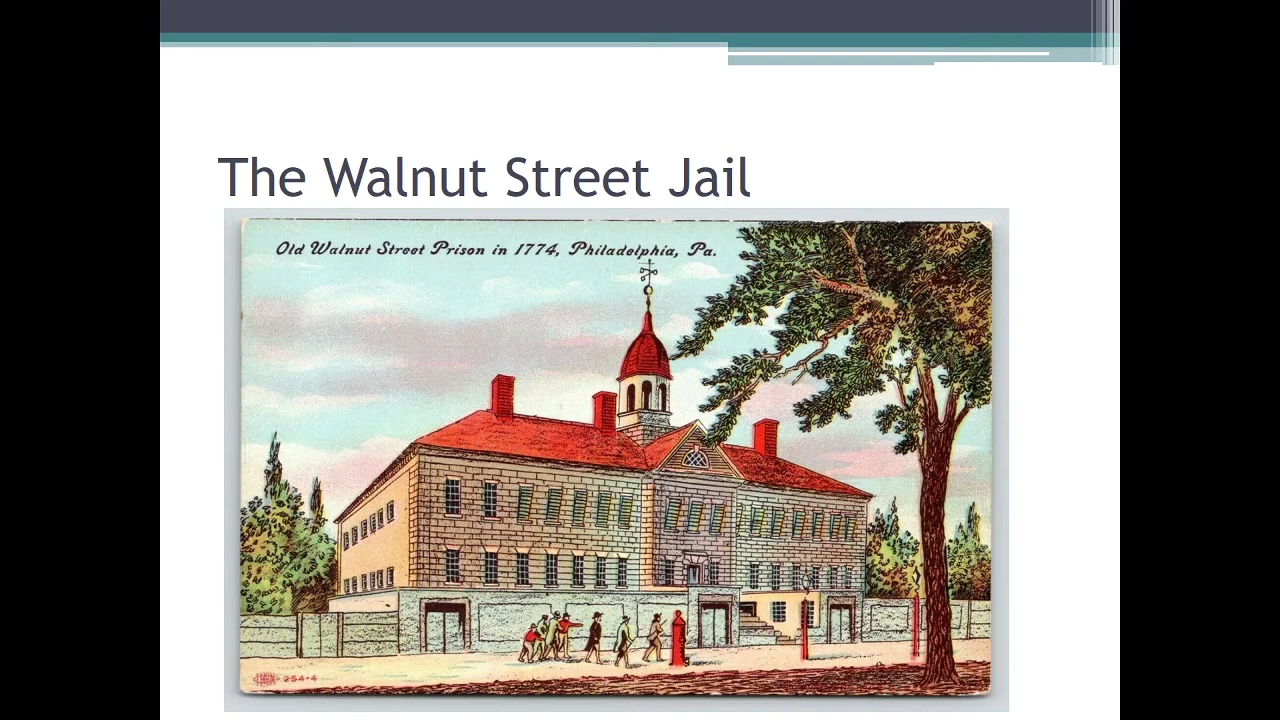 The Walnut Street Jail
Old Walnut Street Prison in 1774, Philadelphia, Pa.
254-4